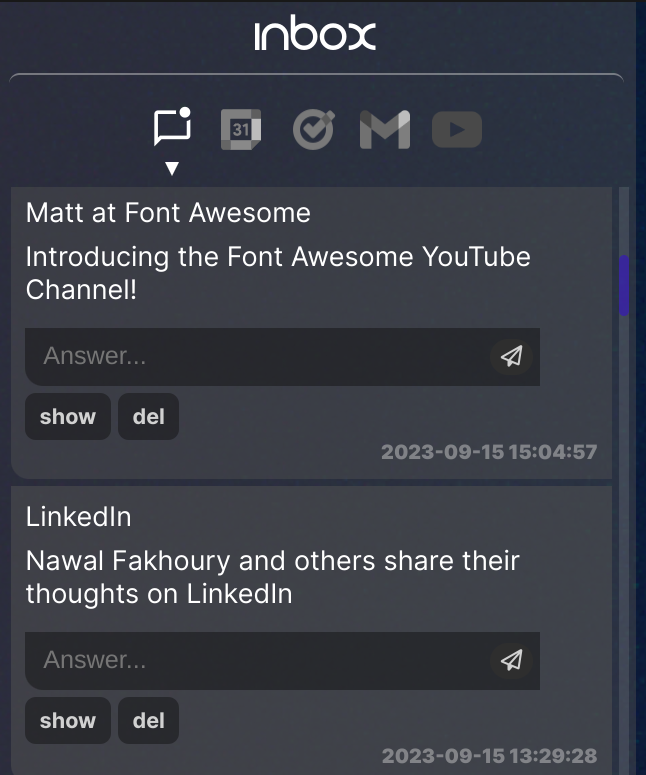 inbox
31
Matt at Font Awesome
Introducing the Font Awesome YouTube
Channel!
Answer...
show del
2023-09-15 15:04:57
LinkedIn
Nawal Fakhoury and others share their
thoughts on LinkedIn
Answer...
show del
2023-09-15 13:29:28